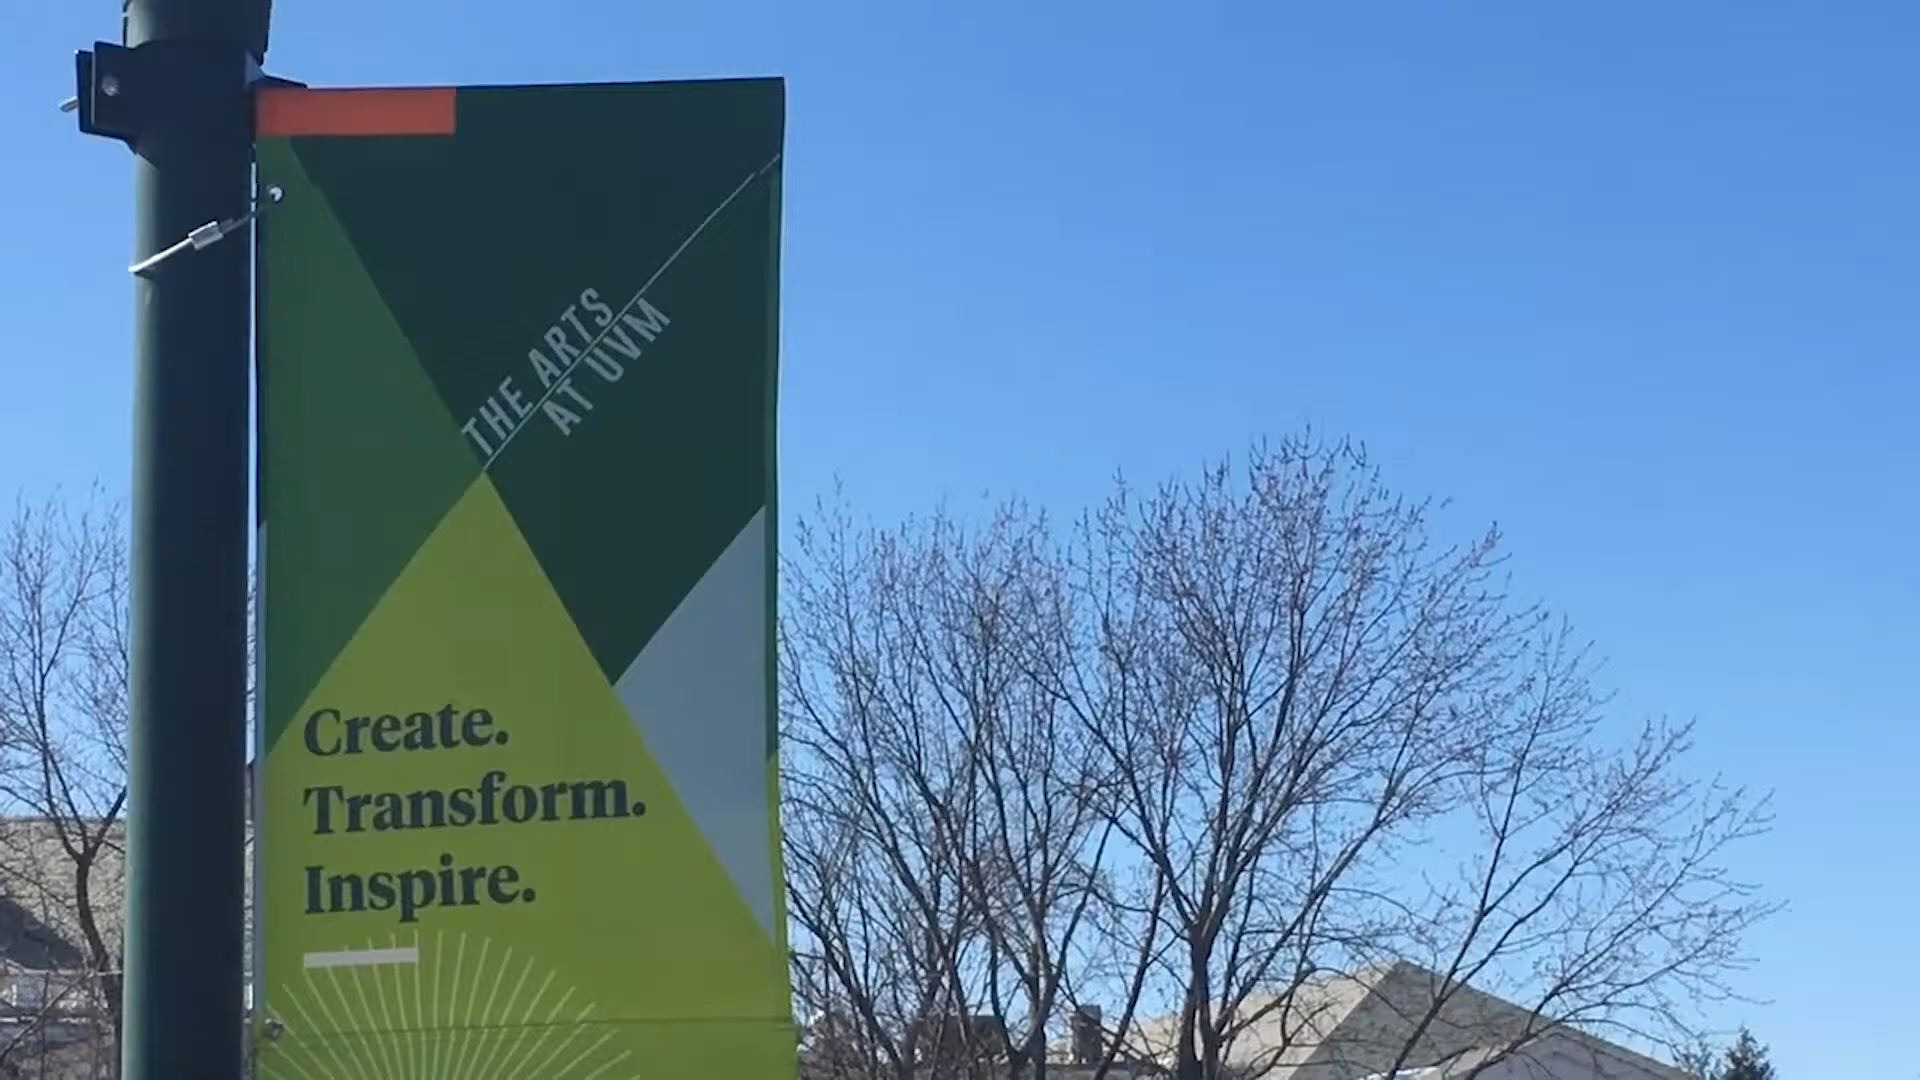 THE ARTS
AT UVM
Create.
Transform.
Inspire.